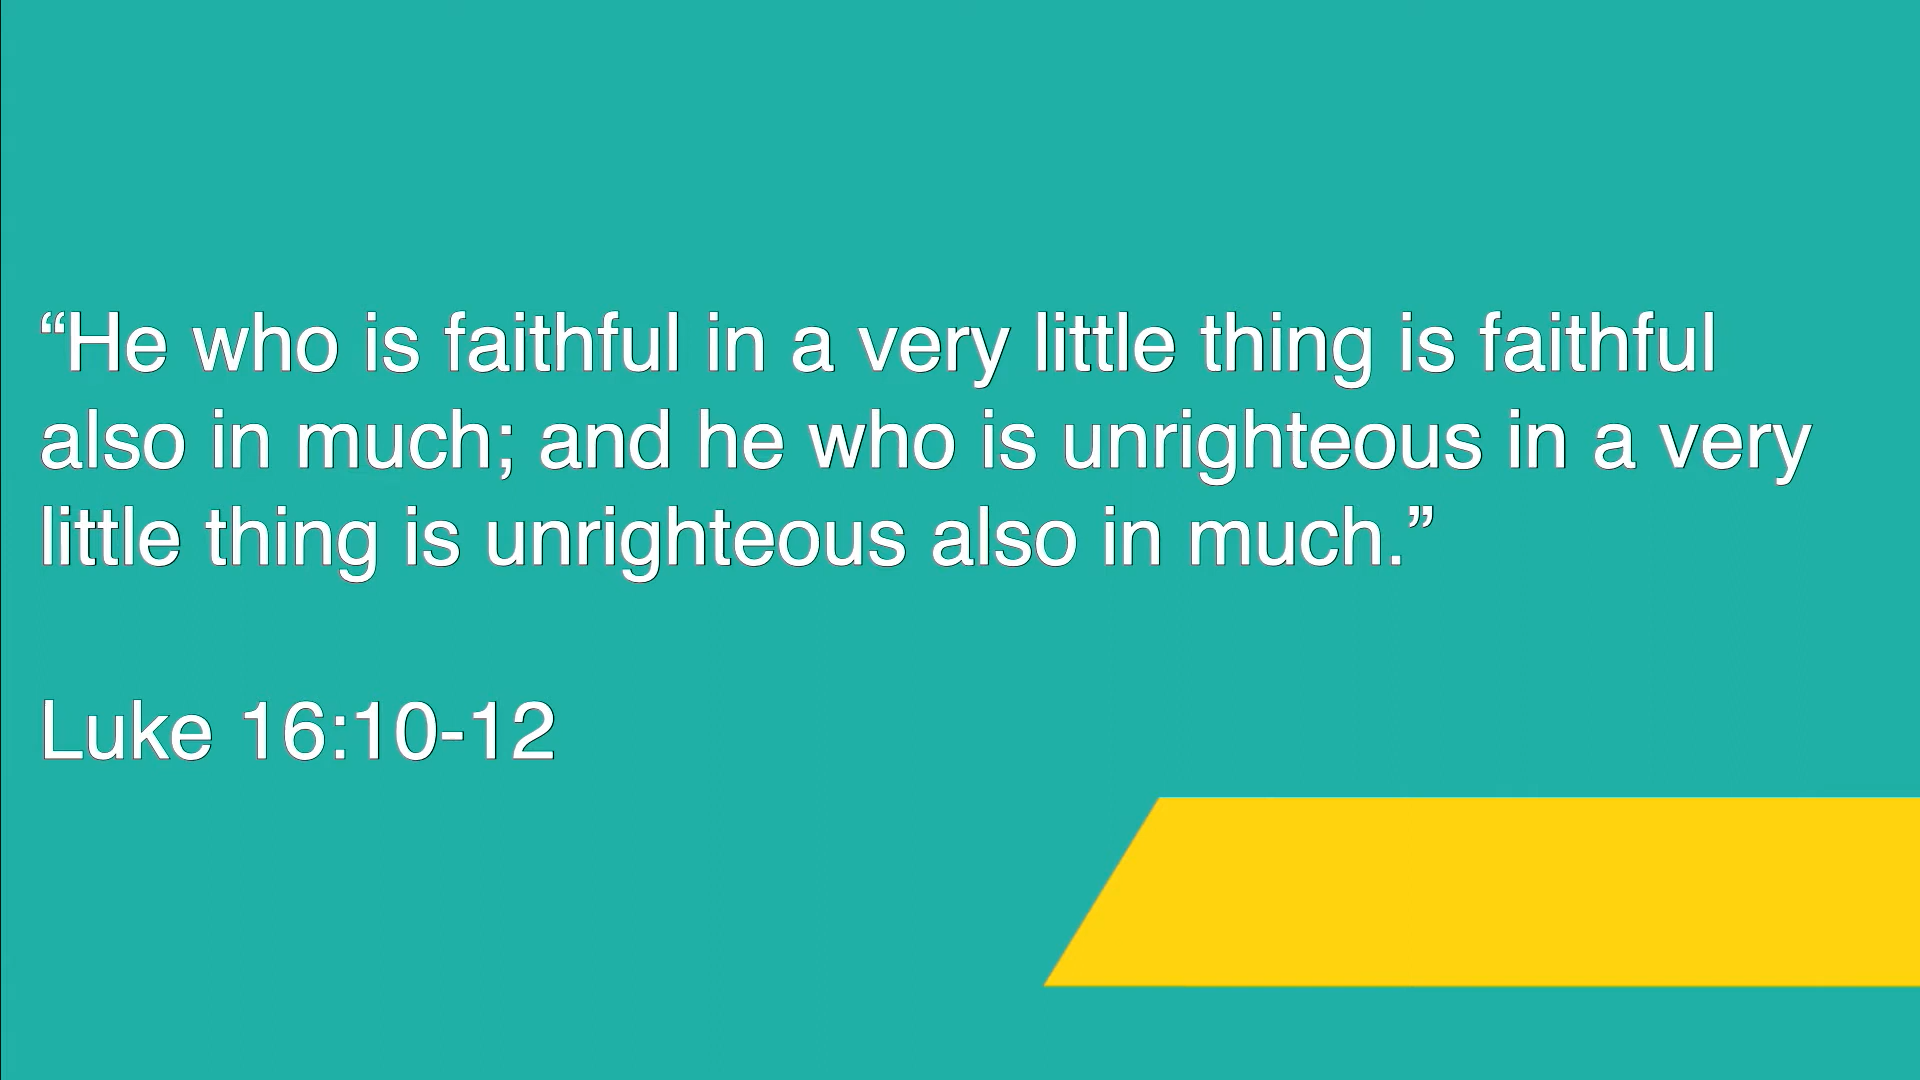 “He who is faithful in a very little thing is faithful
also in much; and he who is unrighteous in a very
little thing is unrighteous also in much.”
Luke 16:10-12